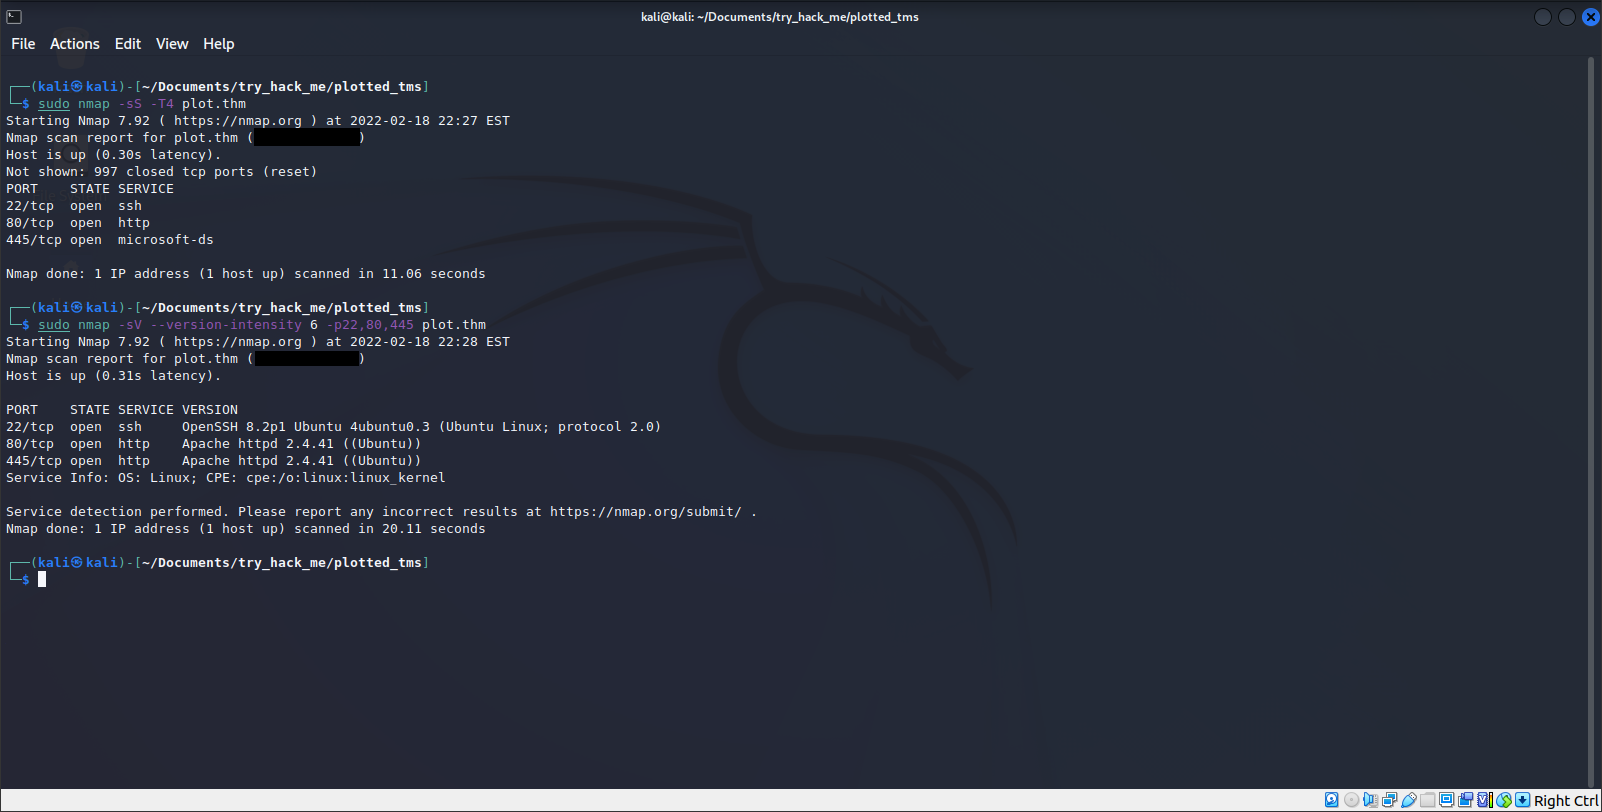 kali@kali: ~/Documents/try_hack_me/plotted_tms
File Actions Edit View Help
┌──(kali㉿kali)-[~/Documents/try_hack_me/plotted_tms]
└─$ sudo nmap -sS -T4 plot.thm
Starting Nmap 7.92 ( https://nmap.org ) at 2022-02-18 22:27 EST
Nmap scan report for plot.thm ( )
Host is up (0.30s latency).
Not shown: 997 closed tcp ports (reset)
PORT    STATE SERVICE
22/tcp  open  ssh
80/tcp  open  http
445/tcp open  microsoft-ds
Nmap done: 1 IP address (1 host up) scanned in 11.06 seconds
┌──(kali㉿kali)-[~/Documents/try_hack_me/plotted_tms]
└─$ sudo nmap -sV --version-intensity 6 -p22,80,445 plot.thm
Starting Nmap 7.92 ( https://nmap.org ) at 2022-02-18 22:28 EST
Nmap scan report for plot.thm ( )
Host is up (0.31s latency).
PORT    STATE SERVICE VERSION
22/tcp  open  ssh     OpenSSH 8.2p1 Ubuntu 4ubuntu0.3 (Ubuntu Linux; protocol 2.0)
80/tcp  open  http    Apache httpd 2.4.41 ((Ubuntu))
445/tcp open  http    Apache httpd 2.4.41 ((Ubuntu))
Service Info: OS: Linux; CPE: cpe:/o:linux:linux_kernel
Service detection performed. Please report any incorrect results at https://nmap.org/submit/ .
Nmap done: 1 IP address (1 host up) scanned in 20.11 seconds
┌──(kali㉿kali)-[~/Documents/try_hack_me/plotted_tms]
└─$
Right Ctrl